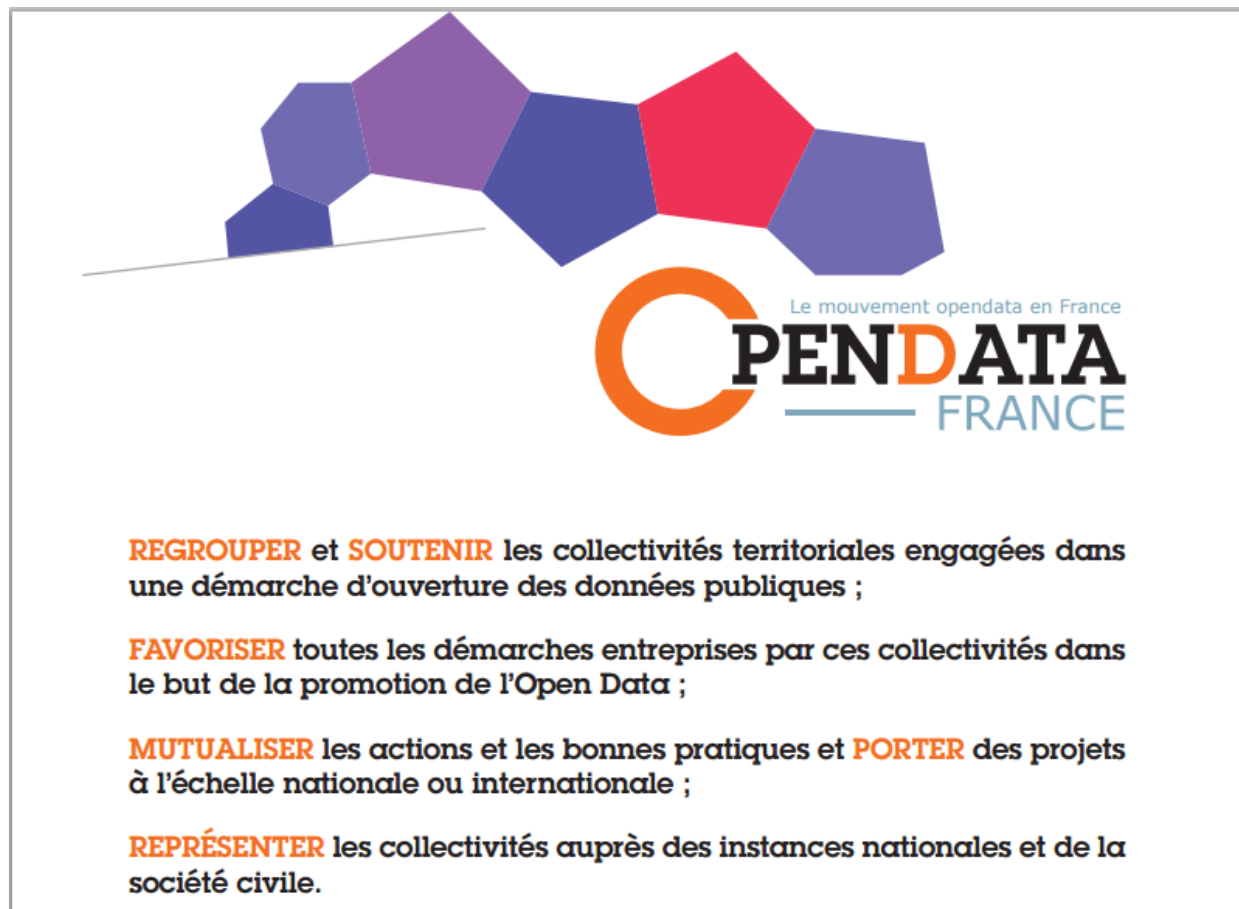 Le mouvement opendata en France
OPENDATA
FRANCE
REGROUPER et SOUTENIR les collectivités territoriales engagées dans
une démarche d’ouverture des données publiques ;
FAVORISER toutes les démarches entreprises par ces collectivités dans
le but de la promotion de l’Open Data ;
MUTUALISER les actions et les bonnes pratiques et PORTER des projets
à l’échelle nationale ou internationale ;
REPRÉSENTER les collectivités auprès des instances nationales et de la
société civile.